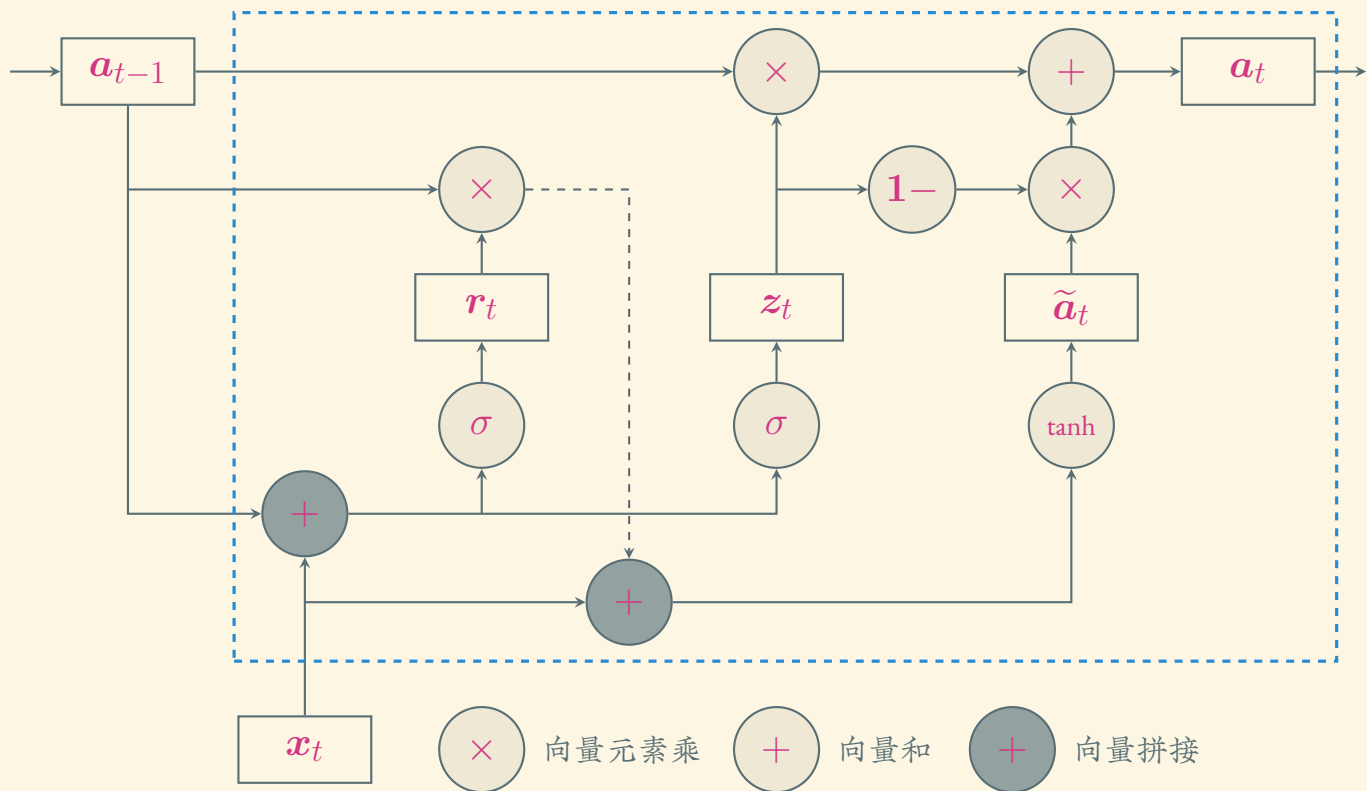 a_{t−1} × + a_t
× 1− ×
r_t z_t ã_t
σ σ tanh
+
+
x_t × 向量元素乘 + 向量和 + 向量拼接